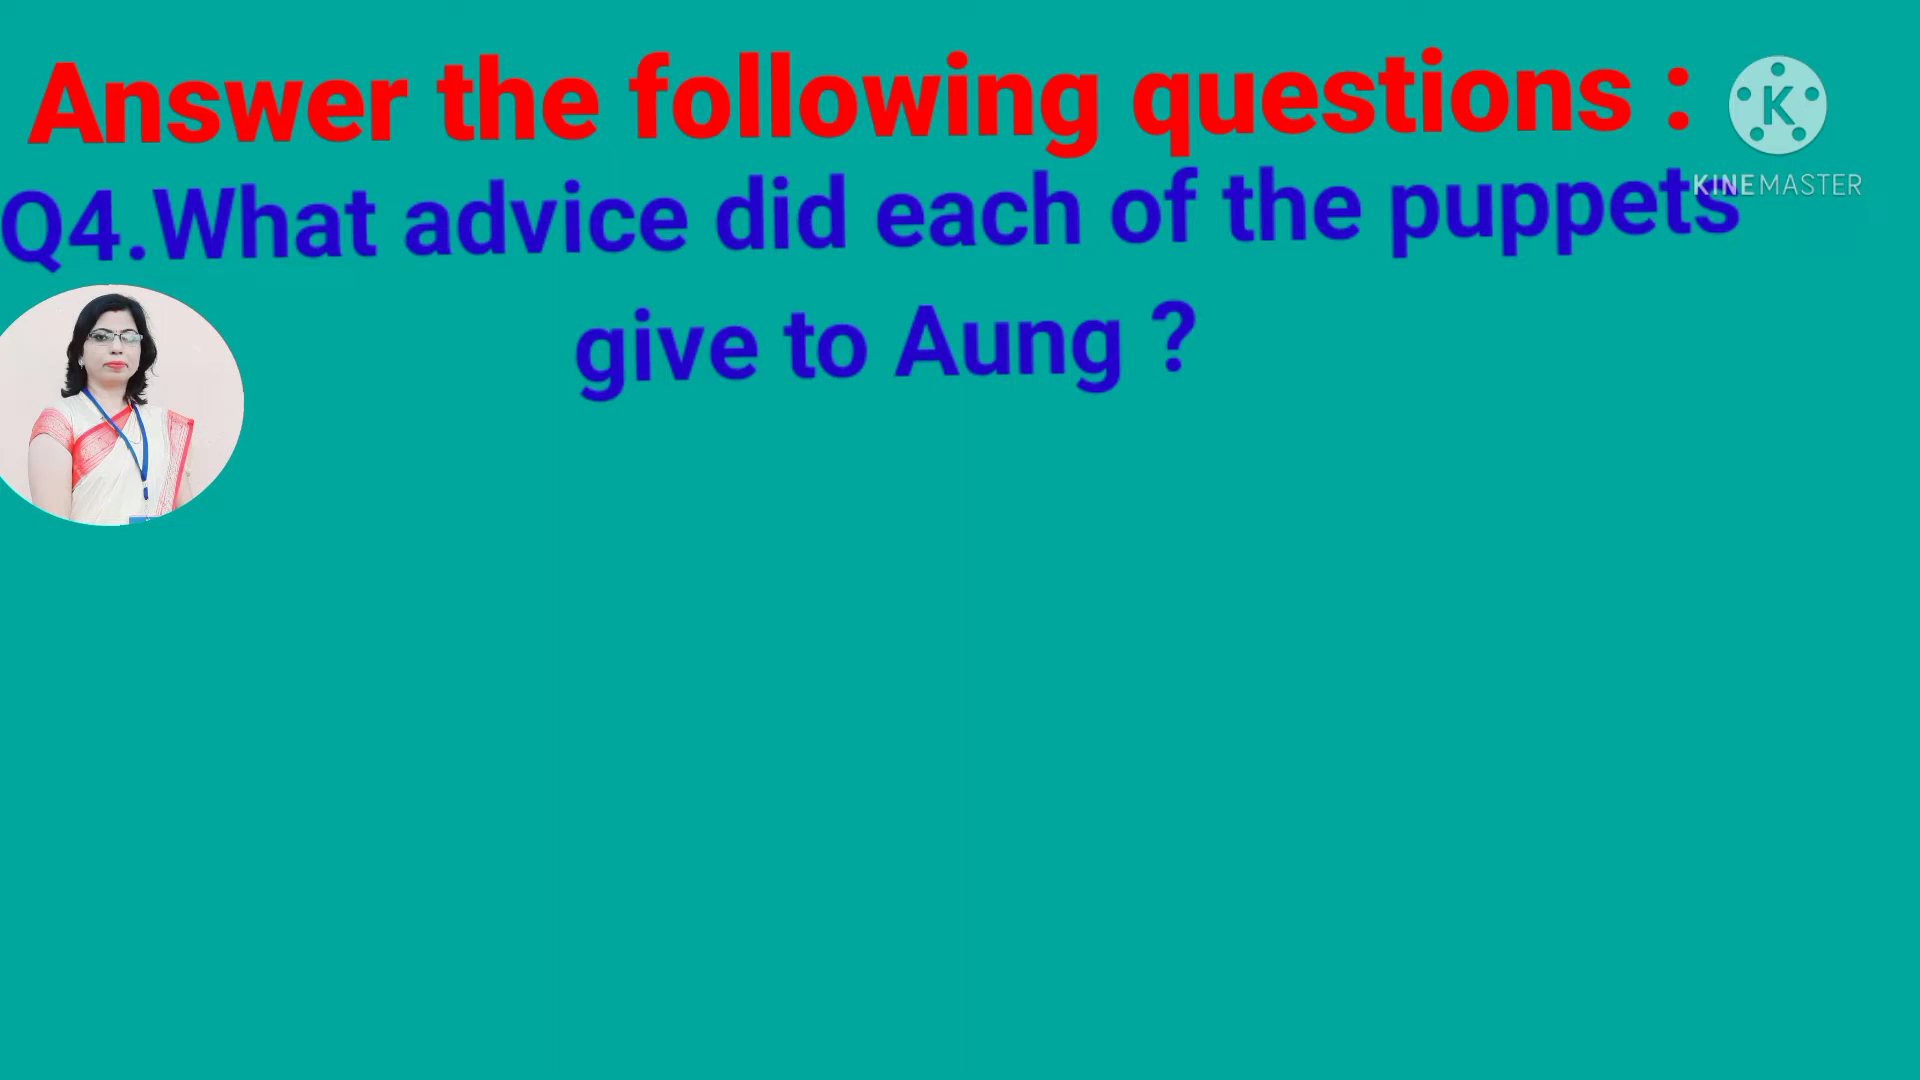 Answer the following questions :
Q4.What advice did each of the puppets
give to Aung ?
K
KINEMASTER